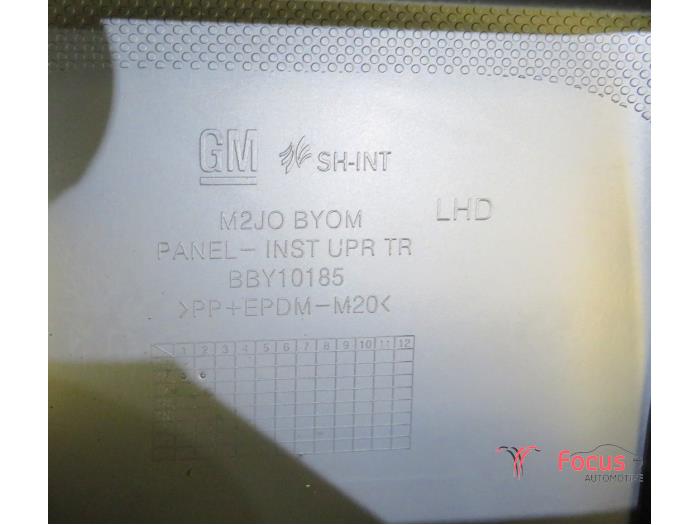 GM SH-INT
M2JO BYOM LHD
PANEL- INST UPR TR
BBY10185
>PP+EPDM-M20<
1 2 3 4 5 6 7 8 9 10 11 12
Focus
AUTOMOTIVE